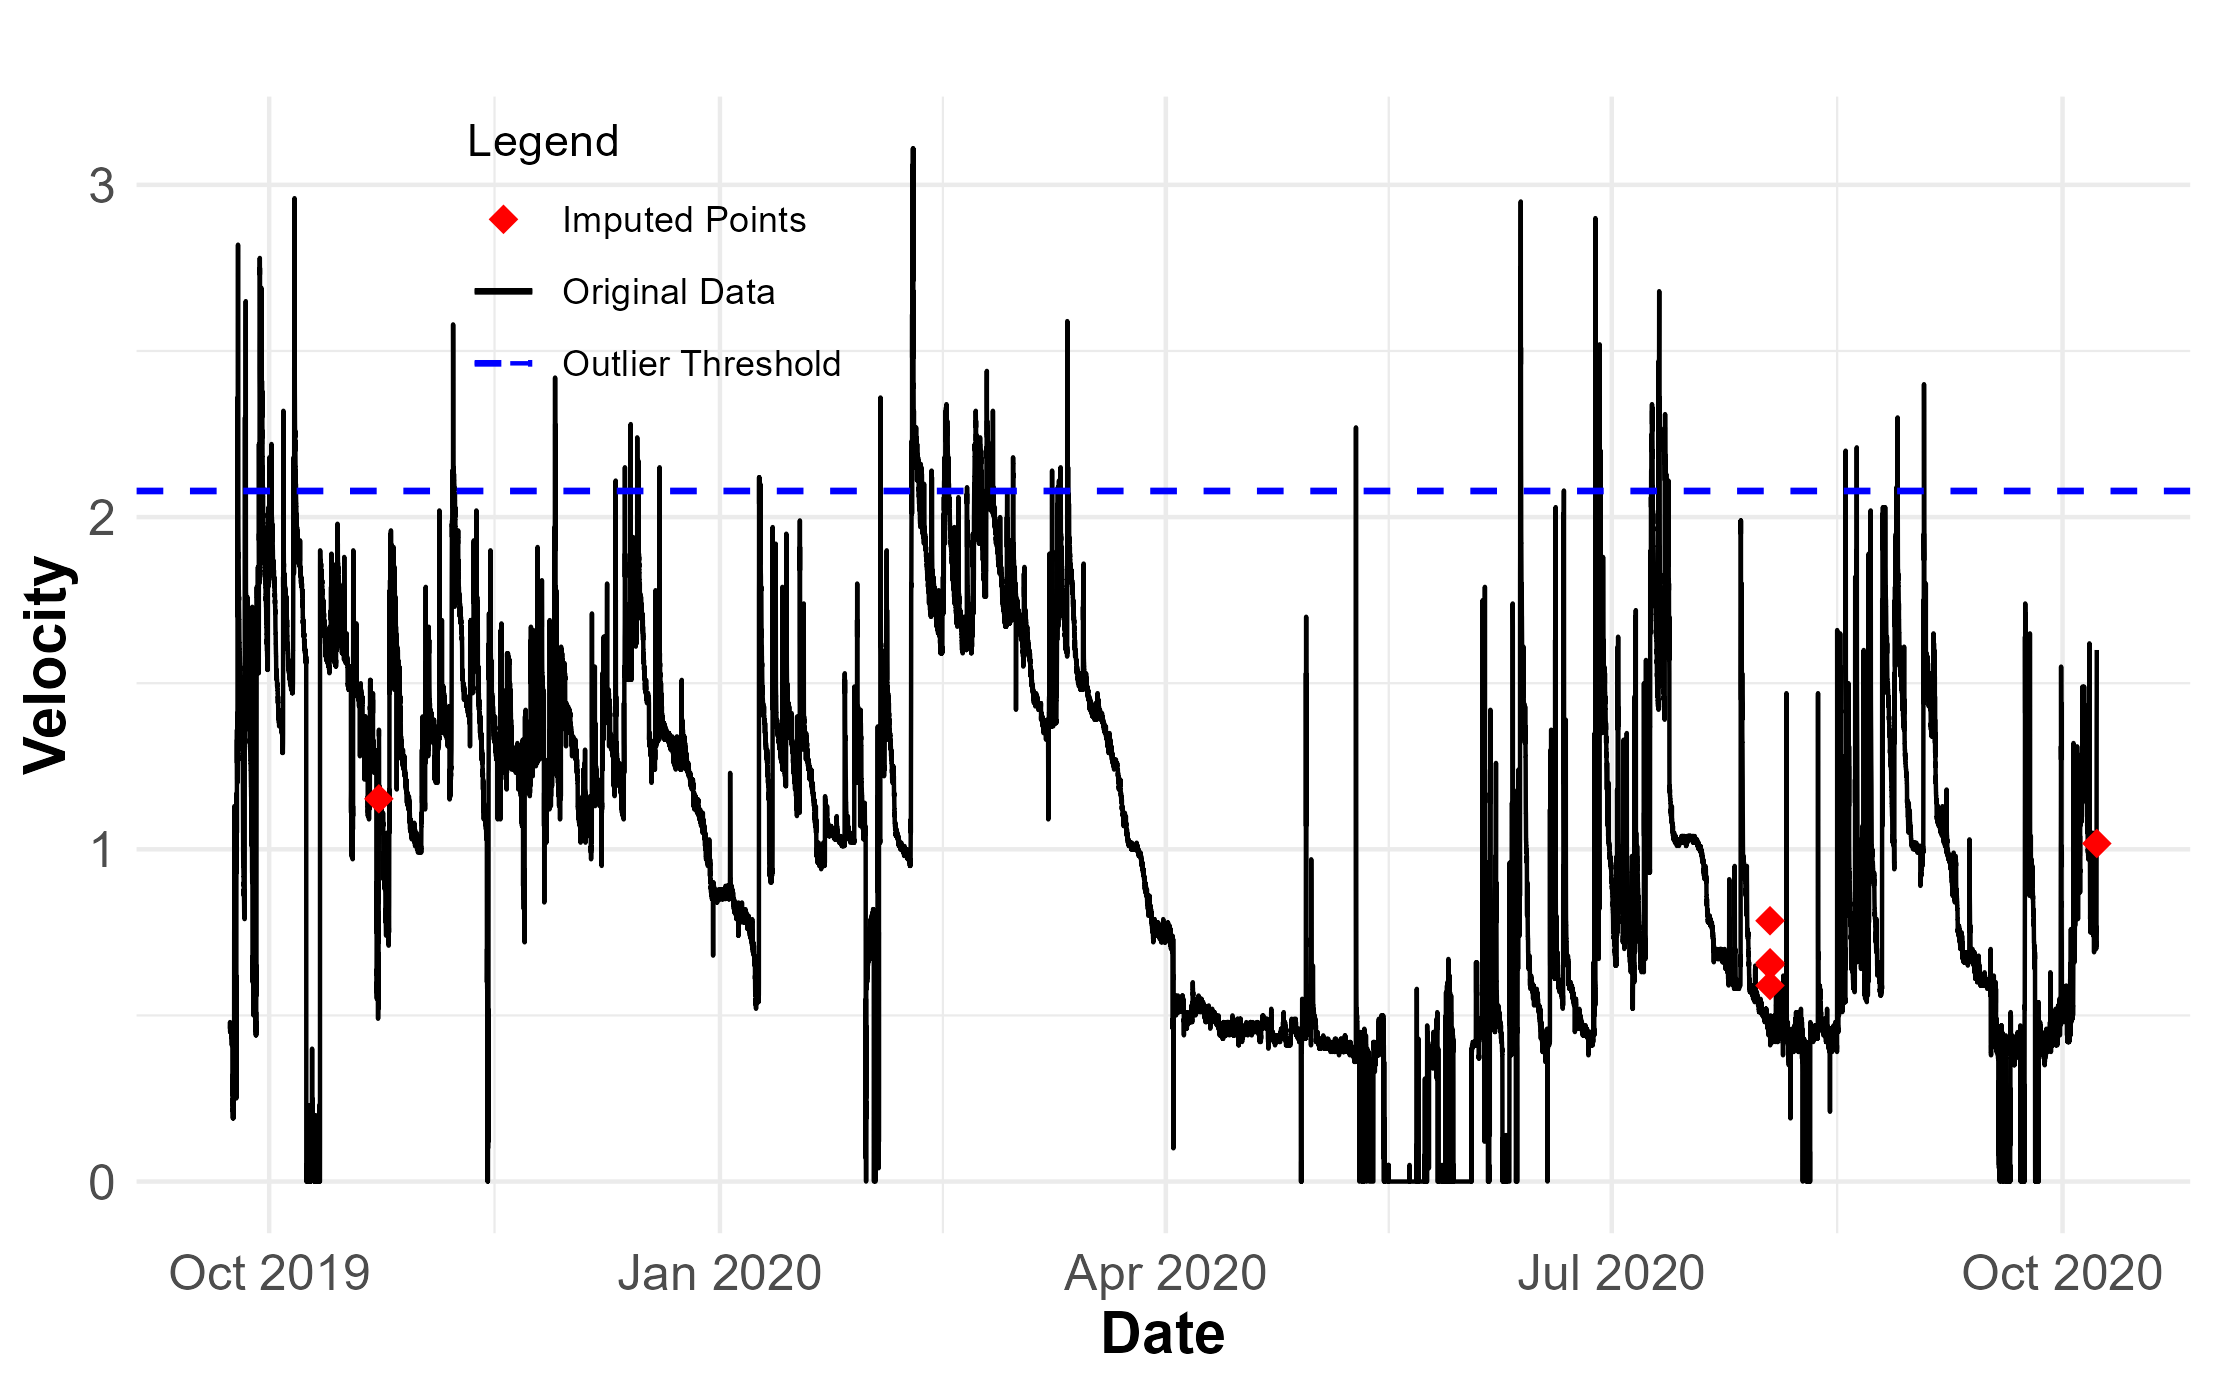 Legend
Imputed Points
Original Data
Outlier Threshold
3
2
1
0
Velocity
Oct 2019
Jan 2020
Apr 2020
Jul 2020
Oct 2020
Date